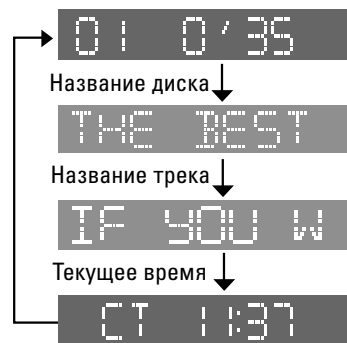 01 0'35
Название диска
THE BEST
Название трека
IF YOU W
Текущее время
CT 11:37